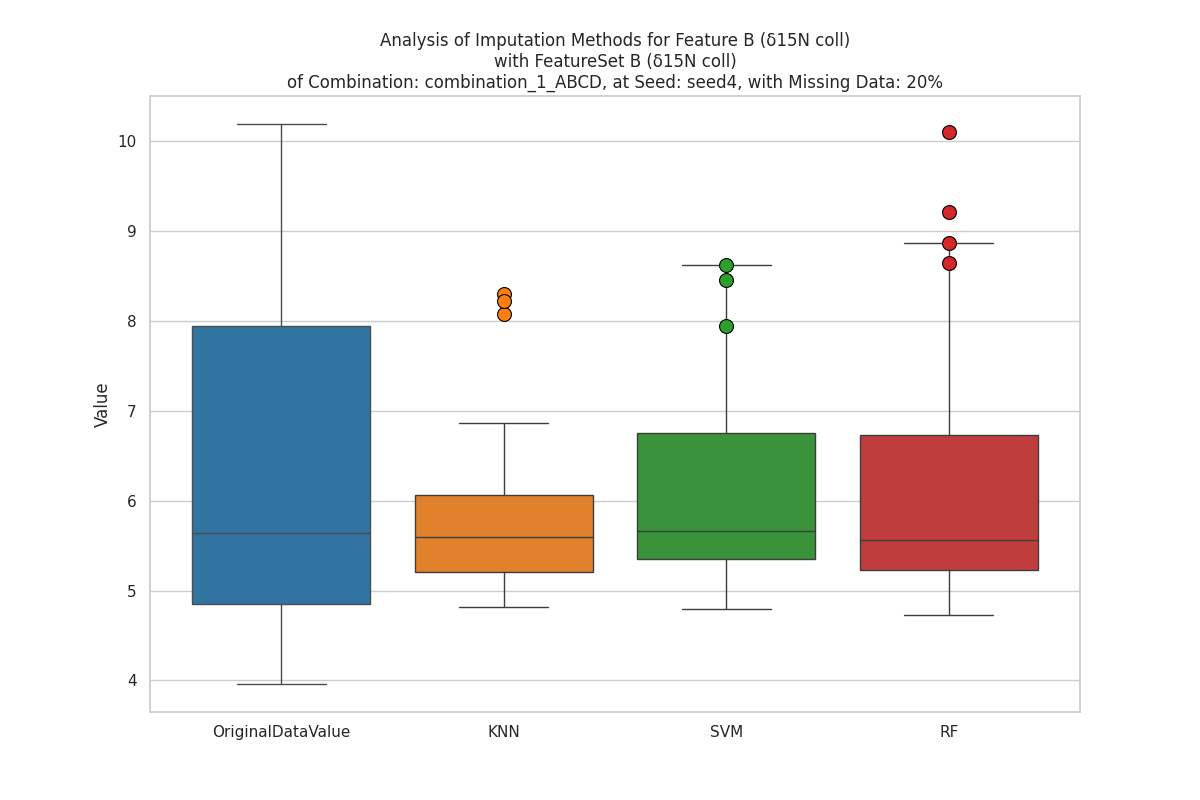 Analysis of Imputation Methods for Feature B (δ15N coll)
with FeatureSet B (δ15N coll)
of Combination: combination_1_ABCD, at Seed: seed4, with Missing Data: 20%
10
9
8
7
6
5
4
Value
OriginalDataValue
KNN
SVM
RF